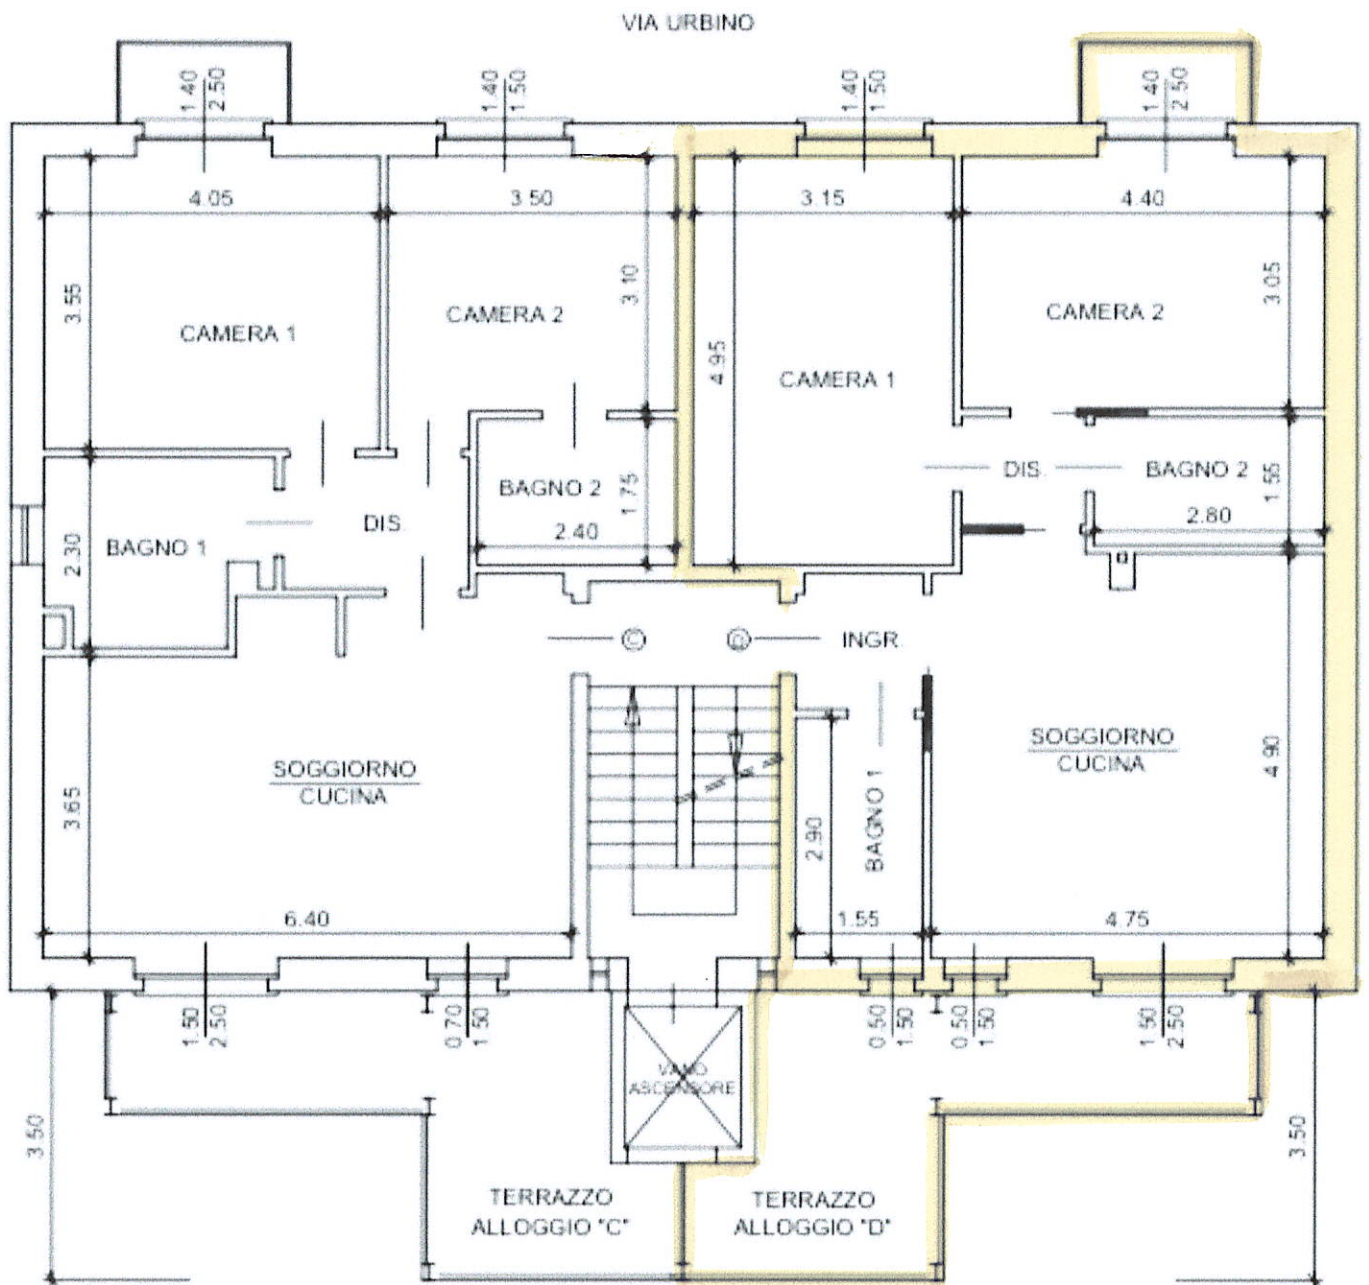 VIA URBINO
1.40
2.50
1.40
1.50
1.40
1.50
1.40
2.50
4.05
3.50
3.15
4.40
3.55
3.10
4.95
3.05
CAMERA 1
CAMERA 2
CAMERA 1
CAMERA 2
BAGNO 1
2.30
DIS
BAGNO 2
1.75
2.40
DIS.
BAGNO 2
1.55
2.80
C
D
INGR.
SOGGIORNO
CUCINA
3.65
6.40
BAGNO 1
2.90
1.55
SOGGIORNO
CUCINA
4.90
4.75
1.50
2.50
0.70
1.50
0.50
1.50
0.50
1.50
1.50
2.50
VANO
ASCENSORE
3.50
3.50
TERRAZZO
ALLOGGIO "C"
TERRAZZO
ALLOGGIO "D"